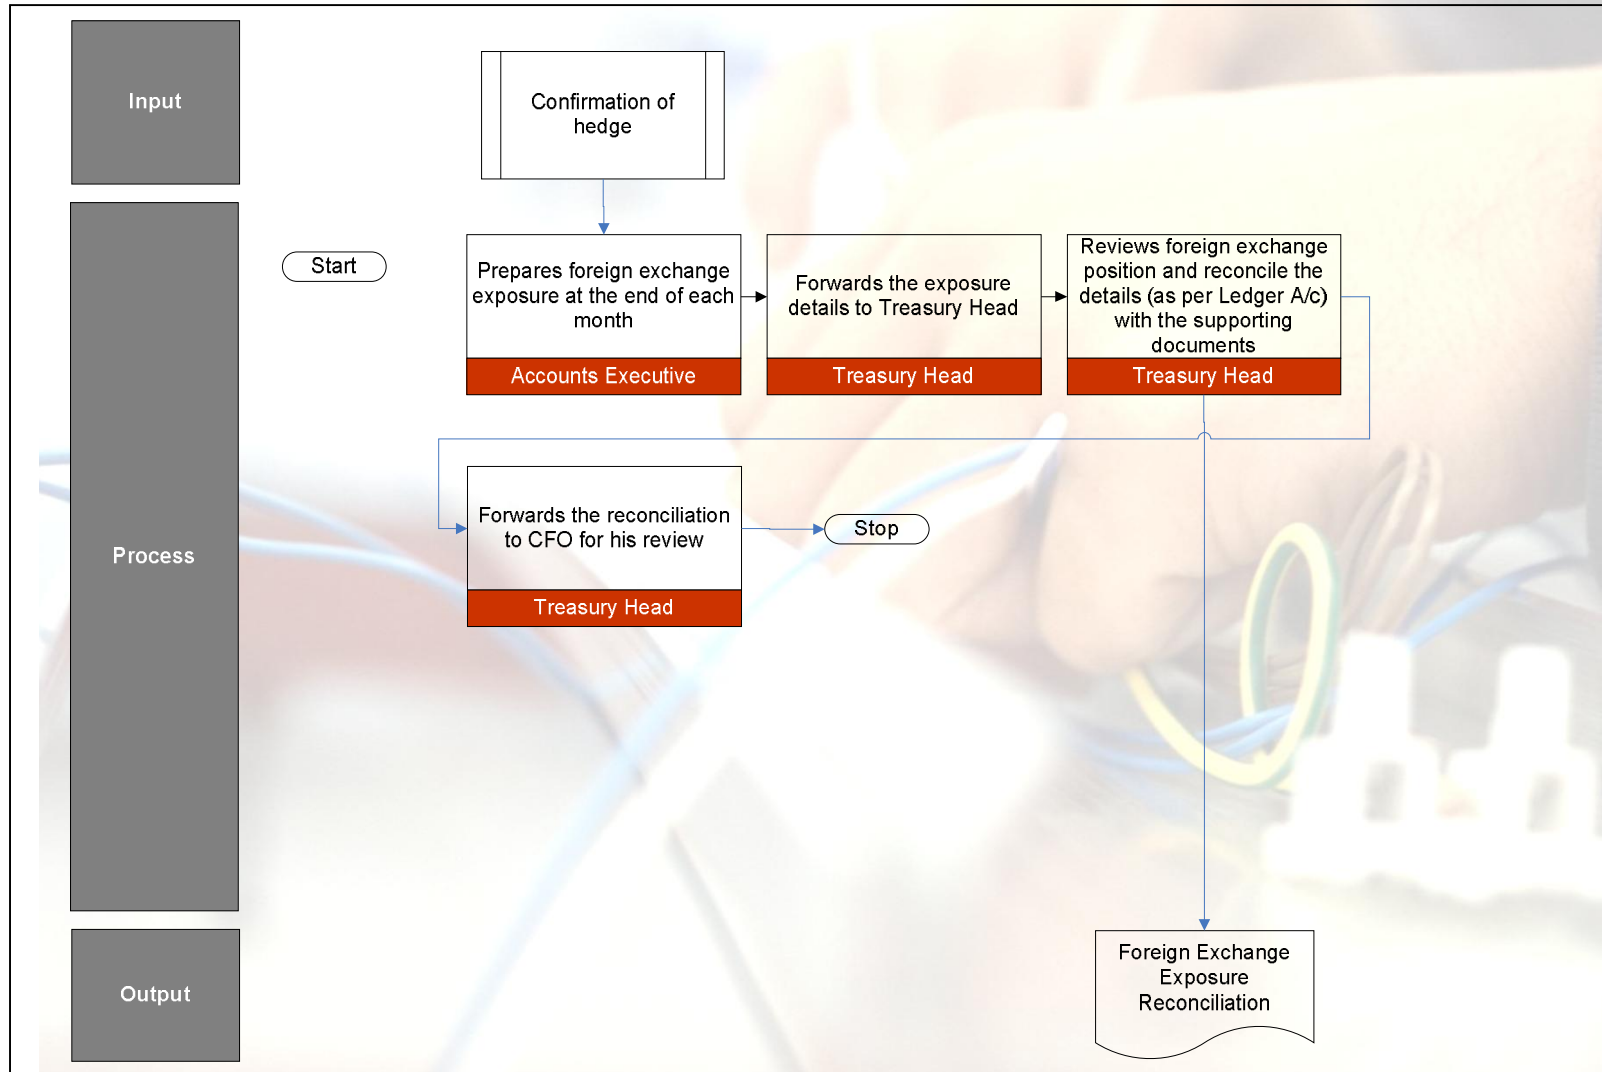 Input
Confirmation of
hedge
Process
Start
Prepares foreign exchange
exposure at the end of each
month
Accounts Executive
Forwards the exposure
details to Treasury Head
Treasury Head
Reviews foreign exchange
position and reconcile the
details (as per Ledger A/c)
with the supporting
documents
Treasury Head
Forwards the reconciliation
to CFO for his review
Treasury Head
Stop
Output
Foreign Exchange
Exposure
Reconciliation